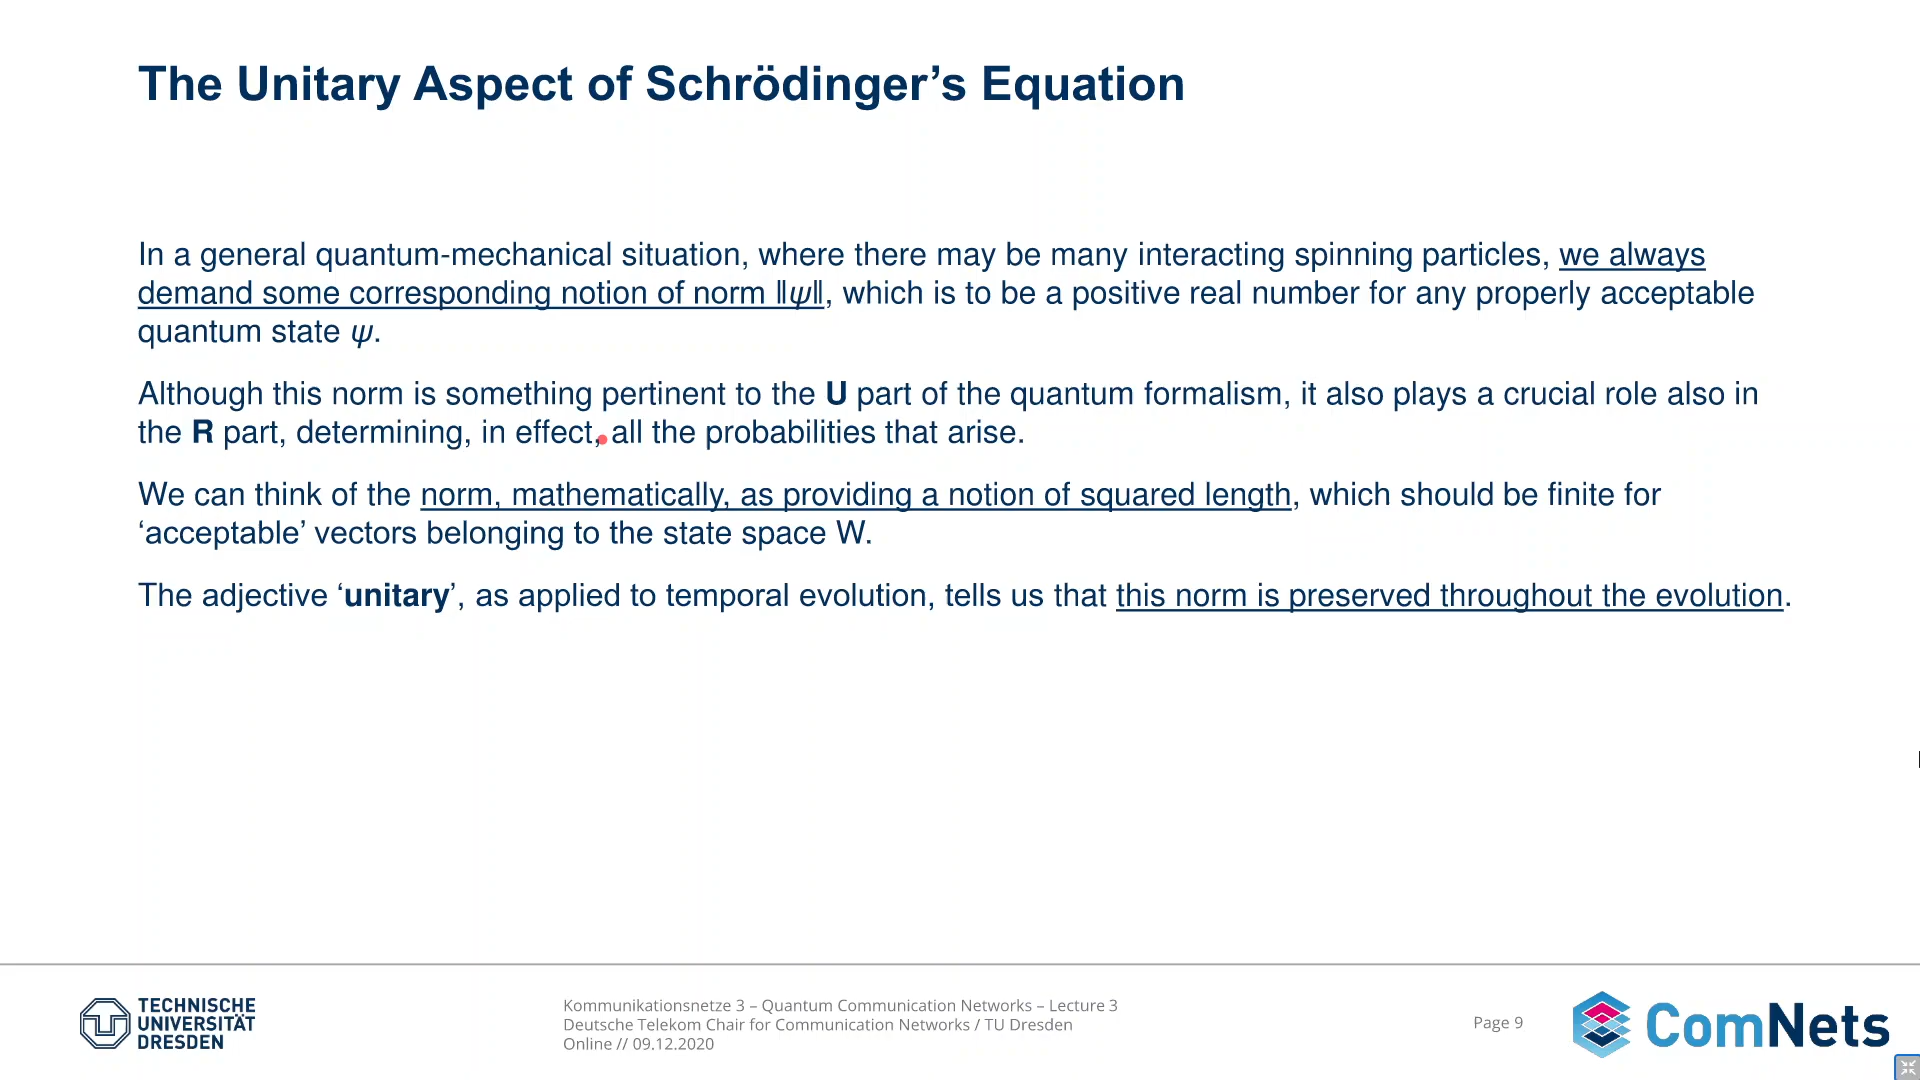 The Unitary Aspect of Schrödinger’s Equation
In a general quantum-mechanical situation, where there may be many interacting spinning particles, we always
demand some corresponding notion of norm ‖ψ‖, which is to be a positive real number for any properly acceptable
quantum state ψ.
Although this norm is something pertinent to the U part of the quantum formalism, it also plays a crucial role also in
the R part, determining, in effect, all the probabilities that arise.
We can think of the norm, mathematically, as providing a notion of squared length, which should be finite for
‘acceptable’ vectors belonging to the state space W.
The adjective ‘unitary’, as applied to temporal evolution, tells us that this norm is preserved throughout the evolution.
TECHNISCHE
UNIVERSITÄT
DRESDEN
Kommunikationsnetze 3 – Quantum Communication Networks – Lecture 3
Deutsche Telekom Chair for Communication Networks / TU Dresden
Online // 09.12.2020
Page 9
ComNets